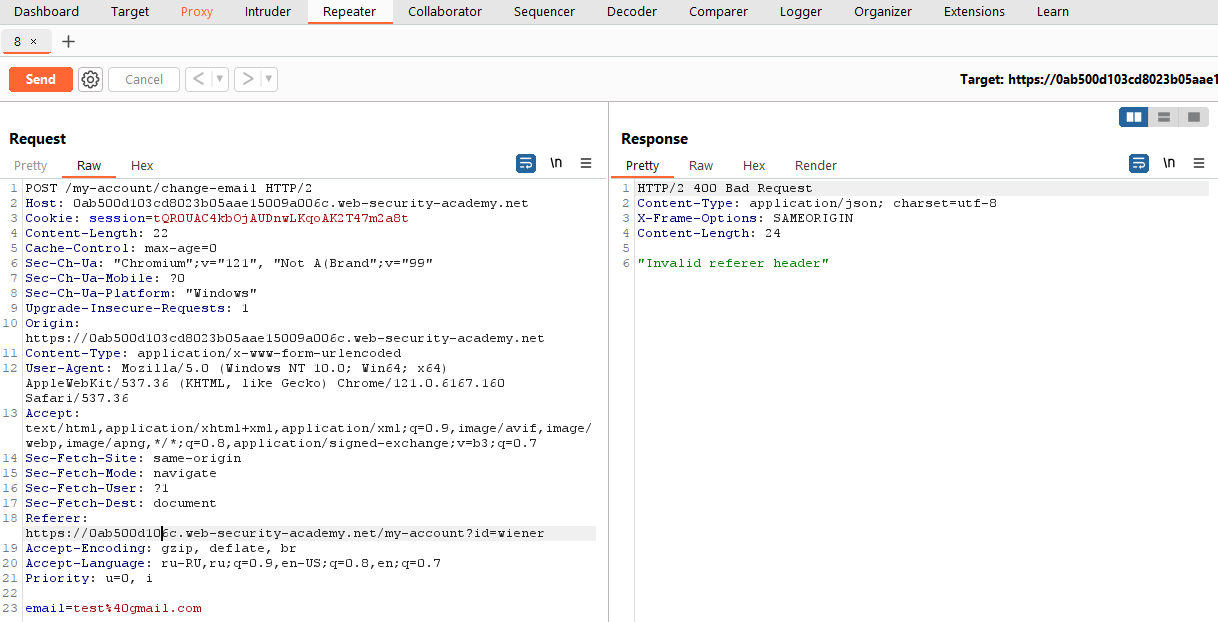 Dashboard Target Proxy Intruder Repeater Collaborator Sequencer Decoder Comparer Logger Organizer Extensions Learn
8 × +
Send Cancel < ▾ > ▾ Target: https://0ab500d103cd8023b05aae1
Request
Pretty Raw Hex \n
1 POST /my-account/change-email HTTP/2
2 Host: 0ab500d103cd8023b05aae15009a006c.web-security-academy.net
3 Cookie: session=tQR0UAC4kbOjAUDnwLKqoAK2T47m2a8t
4 Content-Length: 22
5 Cache-Control: max-age=0
6 Sec-Ch-Ua: "Chromium";v="121", "Not A(Brand";v="99"
7 Sec-Ch-Ua-Mobile: ?0
8 Sec-Ch-Ua-Platform: "Windows"
9 Upgrade-Insecure-Requests: 1
10 Origin:
https://0ab500d103cd8023b05aae15009a006c.web-security-academy.net
11 Content-Type: application/x-www-form-urlencoded
12 User-Agent: Mozilla/5.0 (Windows NT 10.0; Win64; x64)
AppleWebKit/537.36 (KHTML, like Gecko) Chrome/121.0.6167.160
Safari/537.36
13 Accept:
text/html,application/xhtml+xml,application/xml;q=0.9,image/avif,image/
webp,image/apng,*/*;q=0.8,application/signed-exchange;v=b3;q=0.7
14 Sec-Fetch-Site: same-origin
15 Sec-Fetch-Mode: navigate
16 Sec-Fetch-User: ?1
17 Sec-Fetch-Dest: document
18 Referer:
https://0ab500d106c.web-security-academy.net/my-account?id=wiener
19 Accept-Encoding: gzip, deflate, br
20 Accept-Language: ru-RU,ru;q=0.9,en-US;q=0.8,en;q=0.7
21 Priority: u=0, i
22
23 email=test%40gmail.com
Response
Pretty Raw Hex Render \n
1 HTTP/2 400 Bad Request
2 Content-Type: application/json; charset=utf-8
3 X-Frame-Options: SAMEORIGIN
4 Content-Length: 24
5
6 "Invalid referer header"